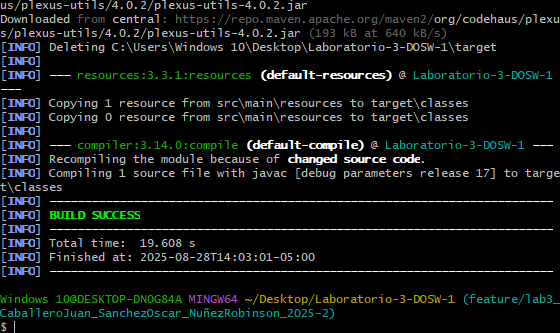 us/plexus-utils/4.0.2/plexus-utils-4.0.2.jar
Downloaded from central: https://repo.maven.apache.org/maven2/org/codehaus/plexu
s/plexus-utils/4.0.2/plexus-utils-4.0.2.jar (193 kB at 640 kB/s)
[INFO] Deleting C:\Users\Windows 10\Desktop\Laboratorio-3-DOSW-1\target
[INFO]
[INFO] --- resources:3.3.1:resources (default-resources) @ Laboratorio-3-DOSW-1
---
[INFO] Copying 1 resource from src\main\resources to target\classes
[INFO] Copying 0 resource from src\main\resources to target\classes
[INFO]
[INFO] --- compiler:3.14.0:compile (default-compile) @ Laboratorio-3-DOSW-1 ---
[INFO] Recompiling the module because of changed source code.
[INFO] Compiling 1 source file with javac [debug parameters release 17] to targe
t\classes
[INFO] ------------------------------------------------------------------------
[INFO] BUILD SUCCESS
[INFO] ------------------------------------------------------------------------
[INFO] Total time:  19.608 s
[INFO] Finished at: 2025-08-28T14:03:01-05:00
[INFO] ------------------------------------------------------------------------
Windows 10@DESKTOP-DNOG84A MINGW64 ~/Desktop/Laboratorio-3-DOSW-1 (feature/lab3_
CaballeroJuan_SanchezOscar_NuñezRobinson_2025-2)
$